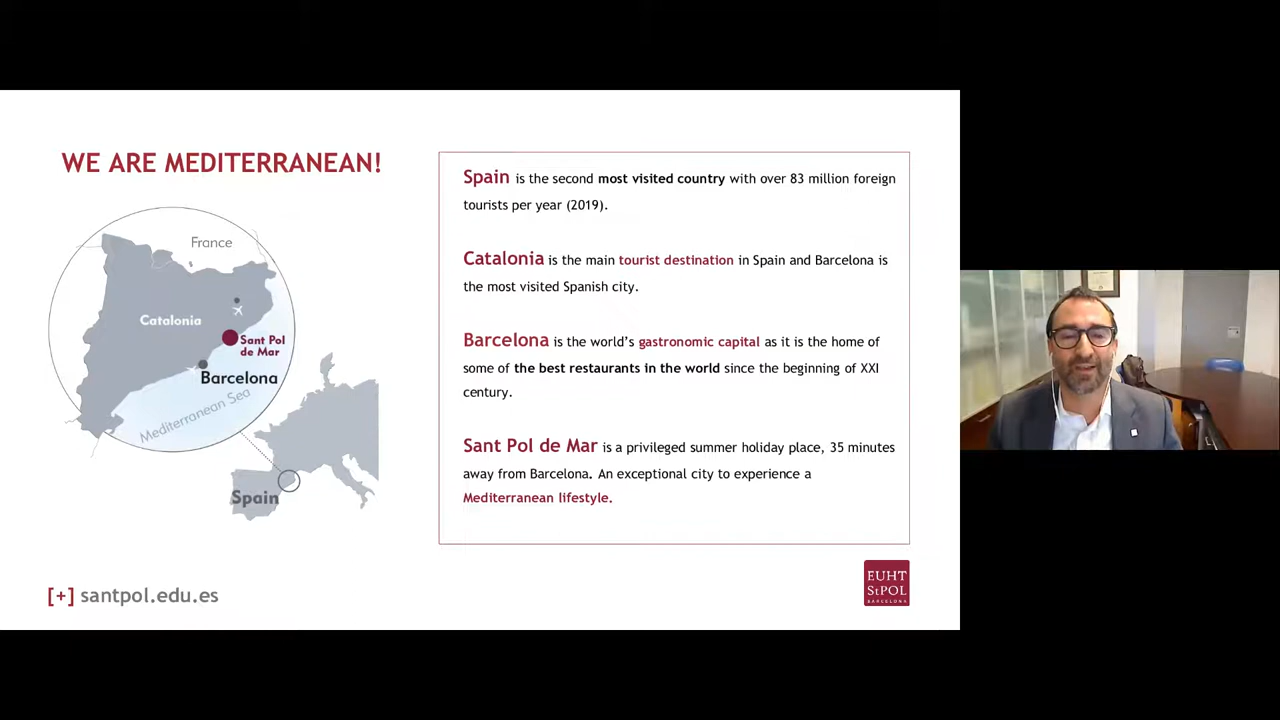 WE ARE MEDITERRANEAN!
France
Catalonia
Sant Pol
de Mar
Barcelona
Mediterranean Sea
Spain
Spain is the second most visited country with over 83 million foreign
tourists per year (2019).
Catalonia is the main tourist destination in Spain and Barcelona is
the most visited Spanish city.
Barcelona is the world's gastronomic capital as it is the home of
some of the best restaurants in the world since the beginning of XXI
century.
Sant Pol de Mar is a privileged summer holiday place, 35 minutes
away from Barcelona. An exceptional city to experience a
Mediterranean lifestyle.
[+] santpol.edu.es
EUHT
StPOL
BARCELONA